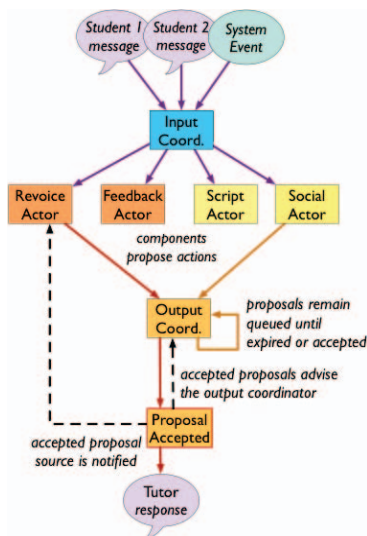 Student 1
message
Student 2
message
System
Event
Input
Coord.
Revoice
Actor
Feedback
Actor
Script
Actor
Social
Actor
components
propose actions
Output
Coord.
proposals remain
queued until
expired or accepted
accepted proposals advise
the output coordinator
Proposal
Accepted
accepted proposal
source is notified
Tutor
response